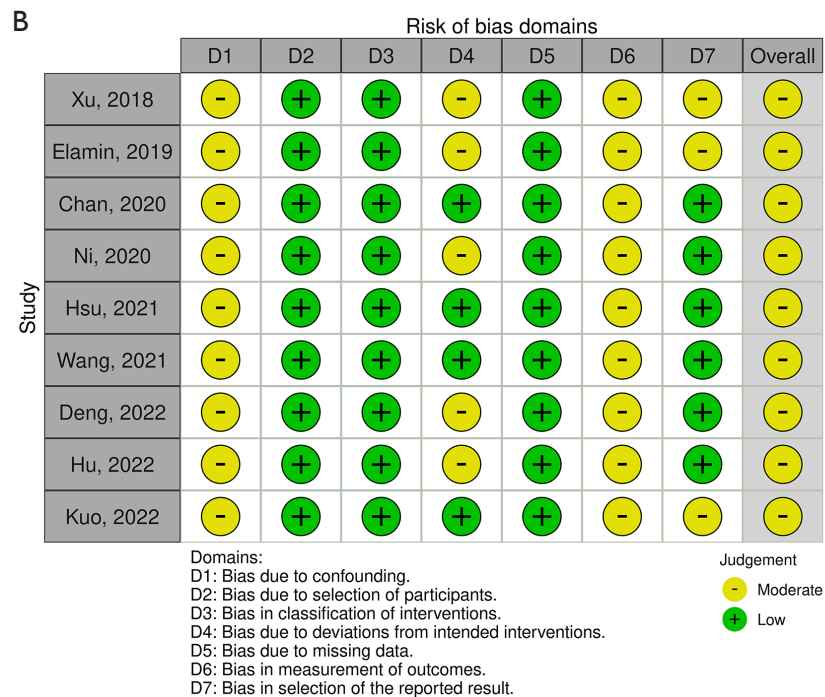 B
Risk of bias domains
D1 D2 D3 D4 D5 D6 D7 Overall
Study
Xu, 2018 - + + - + - - -
Elamin, 2019 - + + - + - - -
Chan, 2020 - + + + + - + -
Ni, 2020 - + + - + - + -
Hsu, 2021 - + + + + - + -
Wang, 2021 - + + + + - + -
Deng, 2022 - + + - + - + -
Hu, 2022 - + + - + - + -
Kuo, 2022 - + + + + - - -
Domains:
D1: Bias due to confounding.
D2: Bias due to selection of participants.
D3: Bias in classification of interventions.
D4: Bias due to deviations from intended interventions.
D5: Bias due to missing data.
D6: Bias in measurement of outcomes.
D7: Bias in selection of the reported result.
Judgement
- Moderate
+ Low